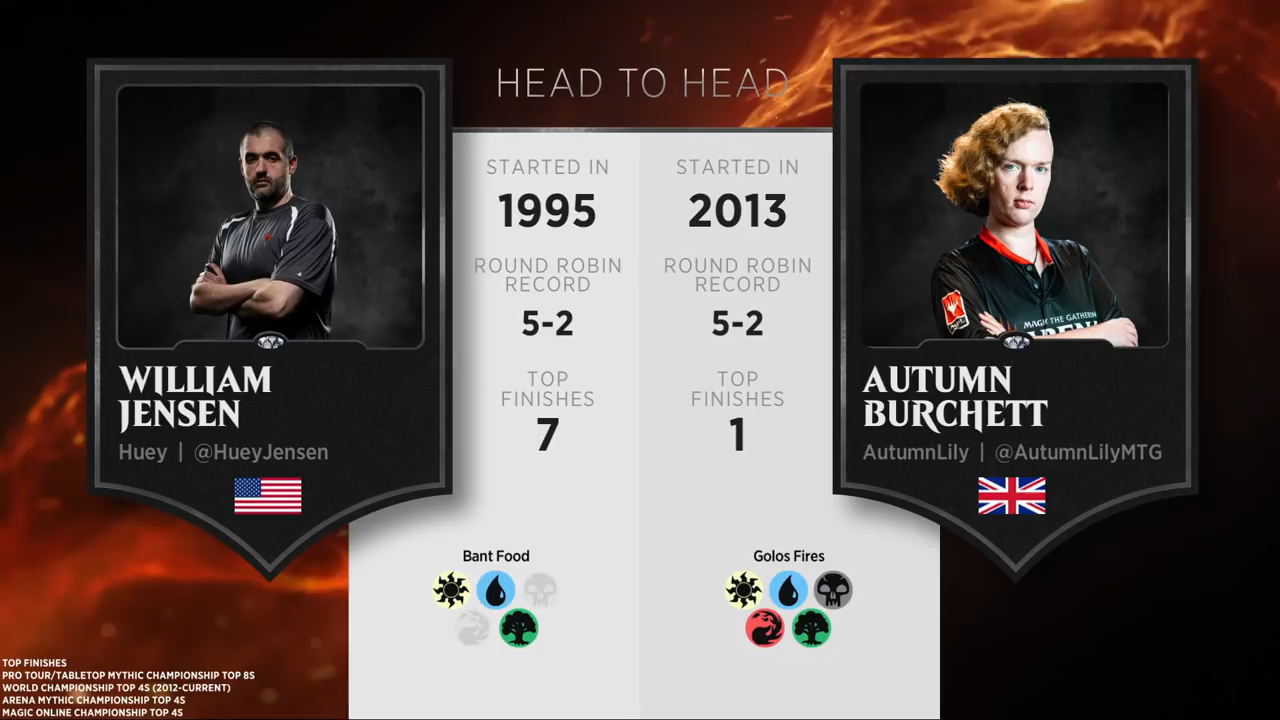 HEAD TO HEAD
WILLIAM
JENSEN
Huey | @HueyJensen
STARTED IN
1995
ROUND ROBIN
RECORD
5-2
TOP
FINISHES
7
Bant Food
STARTED IN
2013
ROUND ROBIN
RECORD
5-2
TOP
FINISHES
1
Golos Fires
MAGIC THE GATHERIN
AUTUMN
BURCHETT
AutumnLily | @AutumnLilyMTG
TOP FINISHES
PRO TOUR/TABLETOP MYTHIC CHAMPIONSHIP TOP 8S
WORLD CHAMPIONSHIP TOP 4S (2012-CURRENT)
ARENA MYTHIC CHAMPIONSHIP TOP 4S
MAGIC ONLINE CHAMPIONSHIP TOP 4S